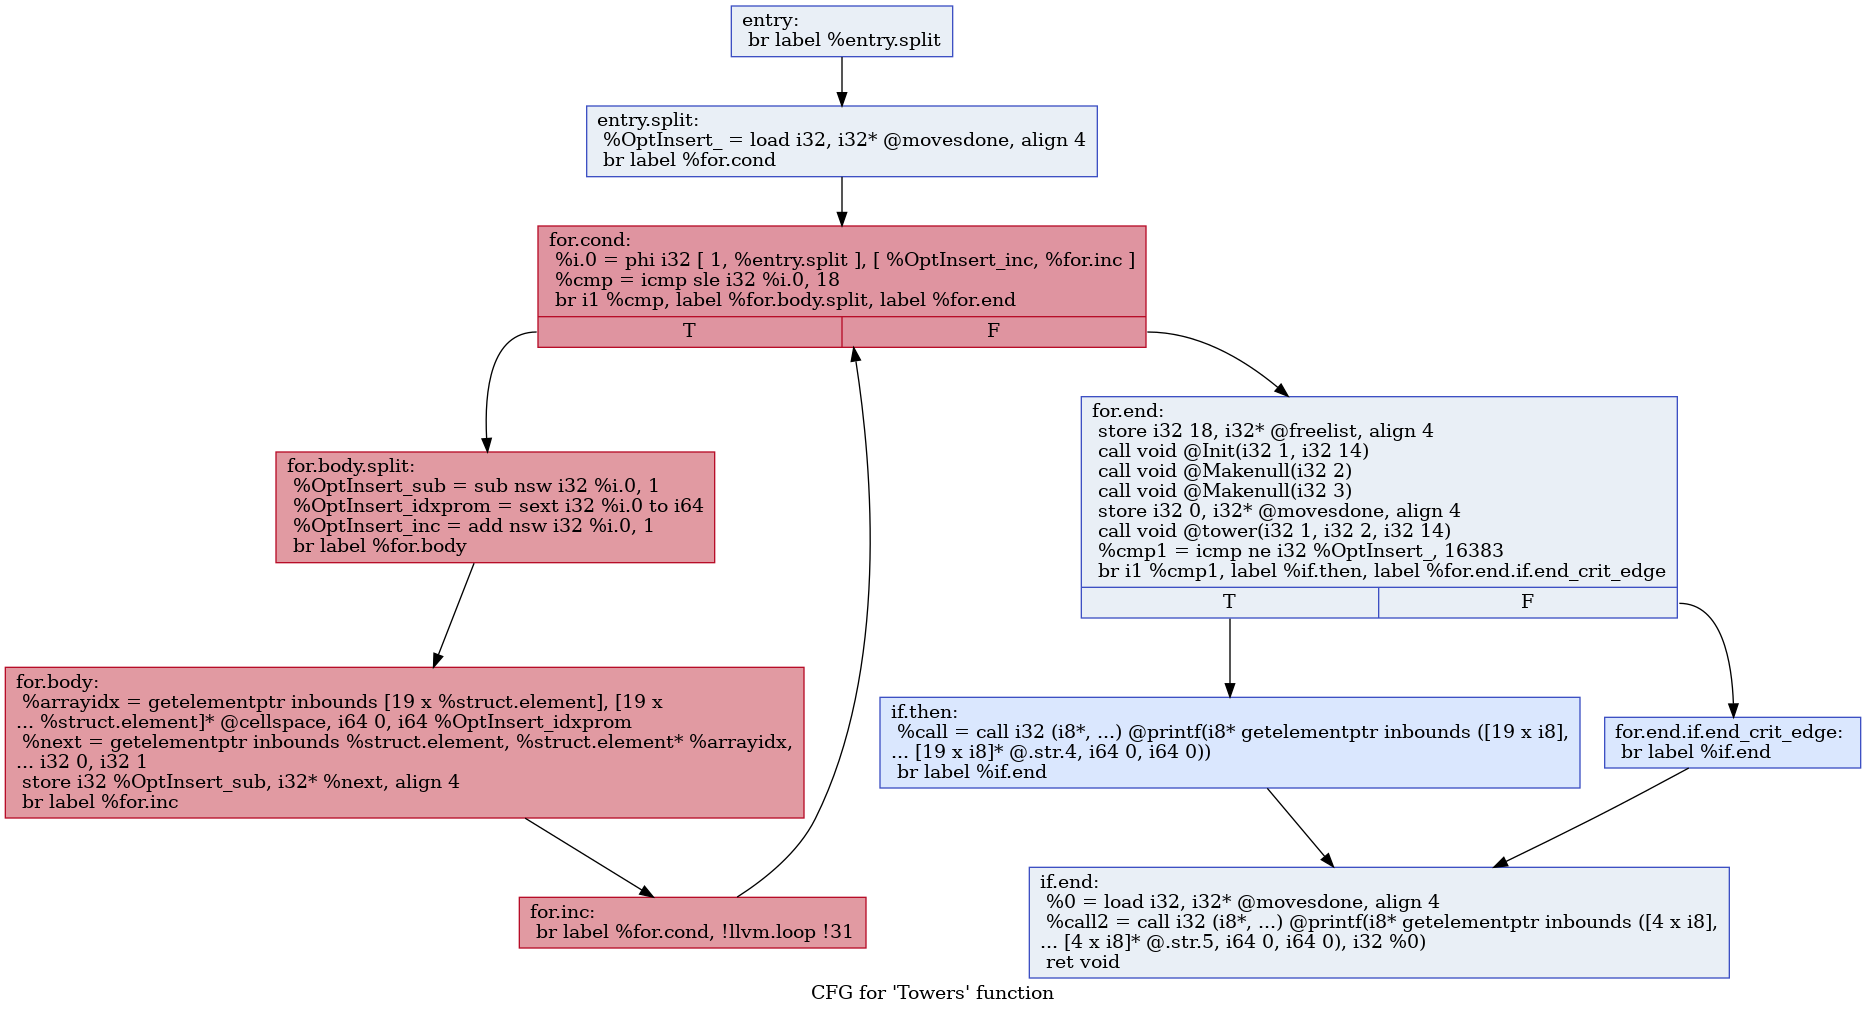 entry:
br label %entry.split
entry.split:
%OptInsert_ = load i32, i32* @movesdone, align 4
br label %for.cond
for.cond:
%i.0 = phi i32 [ 1, %entry.split ], [ %OptInsert_inc, %for.inc ]
%cmp = icmp sle i32 %i.0, 18
br i1 %cmp, label %for.body.split, label %for.end
T
F
for.body.split:
%OptInsert_sub = sub nsw i32 %i.0, 1
%OptInsert_idxprom = sext i32 %i.0 to i64
%OptInsert_inc = add nsw i32 %i.0, 1
br label %for.body
for.body:
%arrayidx = getelementptr inbounds [19 x %struct.element], [19 x
... %struct.element]* @cellspace, i64 0, i64 %OptInsert_idxprom
%next = getelementptr inbounds %struct.element, %struct.element* %arrayidx,
... i32 0, i32 1
store i32 %OptInsert_sub, i32* %next, align 4
br label %for.inc
for.inc:
br label %for.cond, !llvm.loop !31
for.end:
store i32 18, i32* @freelist, align 4
call void @Init(i32 1, i32 14)
call void @Makenull(i32 2)
call void @Makenull(i32 3)
store i32 0, i32* @movesdone, align 4
call void @tower(i32 1, i32 2, i32 14)
%cmp1 = icmp ne i32 %OptInsert_, 16383
br i1 %cmp1, label %if.then, label %for.end.if.end_crit_edge
T
F
if.then:
%call = call i32 (i8*, ...) @printf(i8* getelementptr inbounds ([19 x i8],
... [19 x i8]* @.str.4, i64 0, i64 0))
br label %if.end
for.end.if.end_crit_edge:
br label %if.end
if.end:
%0 = load i32, i32* @movesdone, align 4
%call2 = call i32 (i8*, ...) @printf(i8* getelementptr inbounds ([4 x i8],
... [4 x i8]* @.str.5, i64 0, i64 0), i32 %0)
ret void
CFG for 'Towers' function